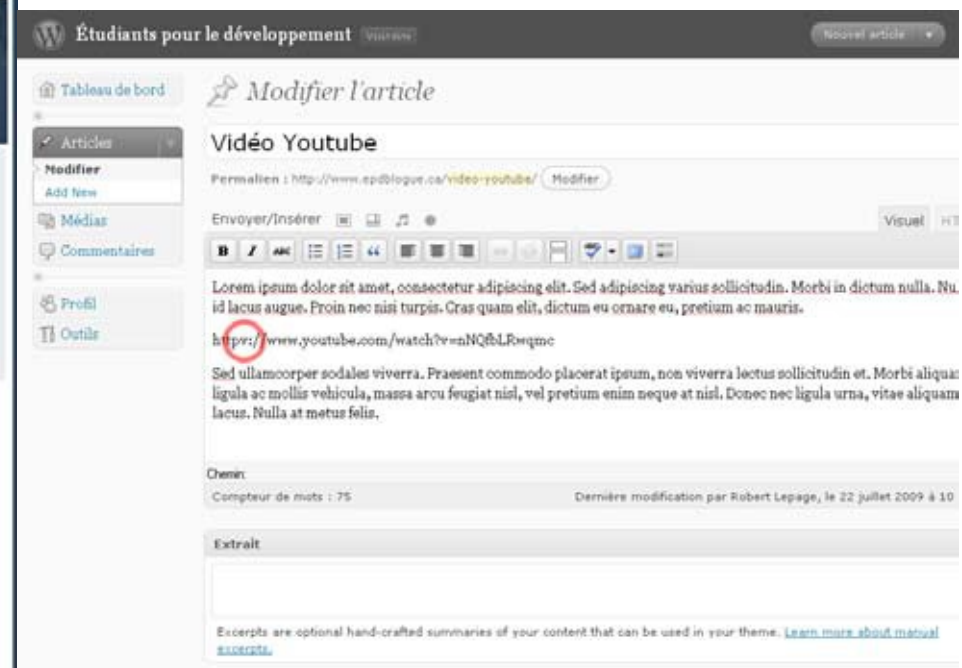 Étudiants pour le développement
Nouvel article
Tableau de bord
Modifier l'article
Articles
Vidéo Youtube
Modifier
Permalien : http://www.epdblogue.ca/video-youtube/ Modifier
Add New
Médias
Envoyer/Insérer
Visuel HT
Commentaires
B I ABC
Lorem ipsum dolor sit amet, consectetur adipiscing elit. Sed adipiscing varius sollicitudin. Morbi in dictum nulla. Nu
id lacus augue. Proin nec nisi turpis. Cras quam elit, dictum eu ornare eu, pretium ac mauris.
Profil
Outils
httpv://www.youtube.com/watch?v=nNQfbLRwqmc
Sed ullamcorper sodales viverra. Praesent commodo placerat ipsum, non viverra lectus sollicitudin et. Morbi aliqua
ligula ac mollis vehicula, massa arcu feugiat nisl, vel pretium enim neque at nisl. Donec nec ligula urna, vitae aliquam
lacus. Nulla at metus felis.
Chemin:
Compteur de mots : 75
Dernière modification par Robert Lepage, le 22 juillet 2009 à 10
Extrait
Excerpts are optional hand-crafted summaries of your content that can be used in your theme. Learn more about manual
excerpts.